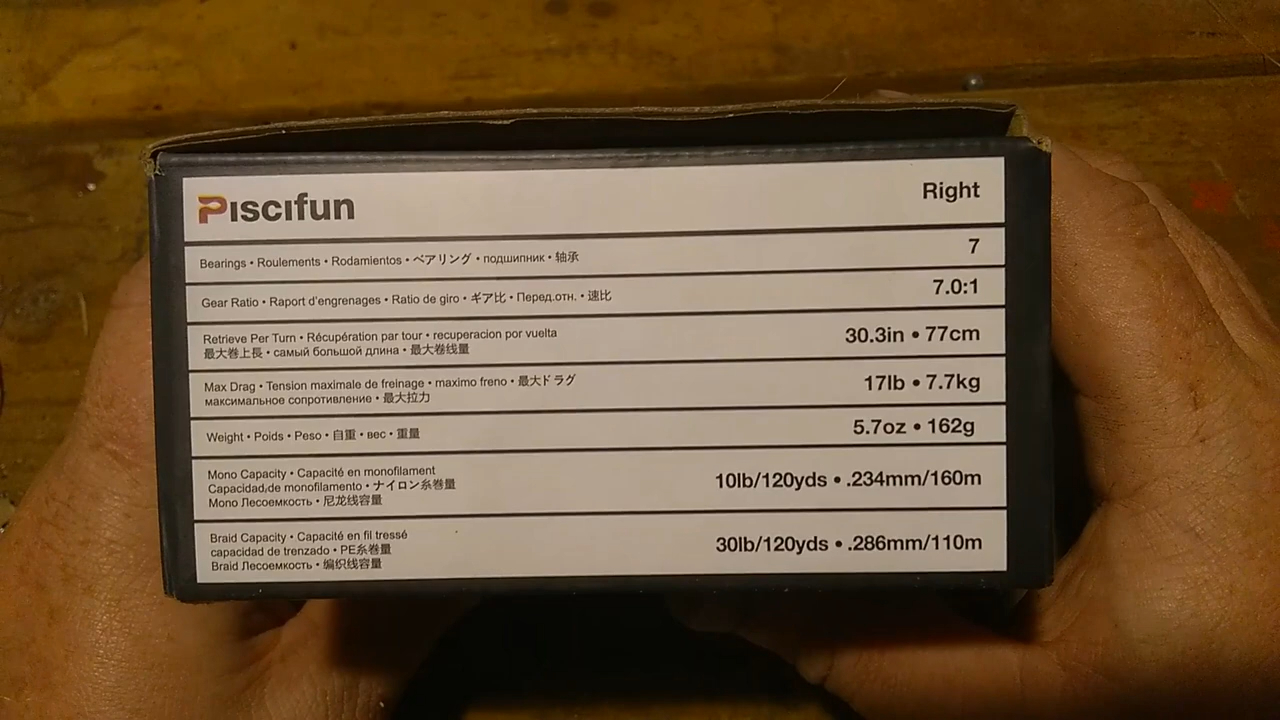 Piscifun
Right
Bearings • Roulements • Rodamientos • ベアリング • подшипник • 轴承
7
Gear Ratio • Raport d'engrenages • Ratio de giro • ギア比 • Перед.отн. • 速比
7.0:1
Retrieve Per Turn • Récupération par tour • recuperacion por vuelta
最大巻上長 • самый большой длина • 最大卷线量
30.3in • 77cm
Max Drag • Tension maximale de freinage • maximo freno • 最大ドラグ
максимальное сопротивление • 最大拉力
17lb • 7.7kg
Weight • Poids • Peso • 自重 • вес • 重量
5.7oz • 162g
Mono Capacity • Capacité en monofilament
Capacidad,de monofilamento • ナイロン糸巻量
Mono Лесоемкость • 尼龙线容量
10lb/120yds • .234mm/160m
Braid Capacity • Capacité en fil tressé
capacidad de trenzado • PE糸巻量
Braid Лесоемкость • 编织线容量
30lb/120yds • .286mm/110m